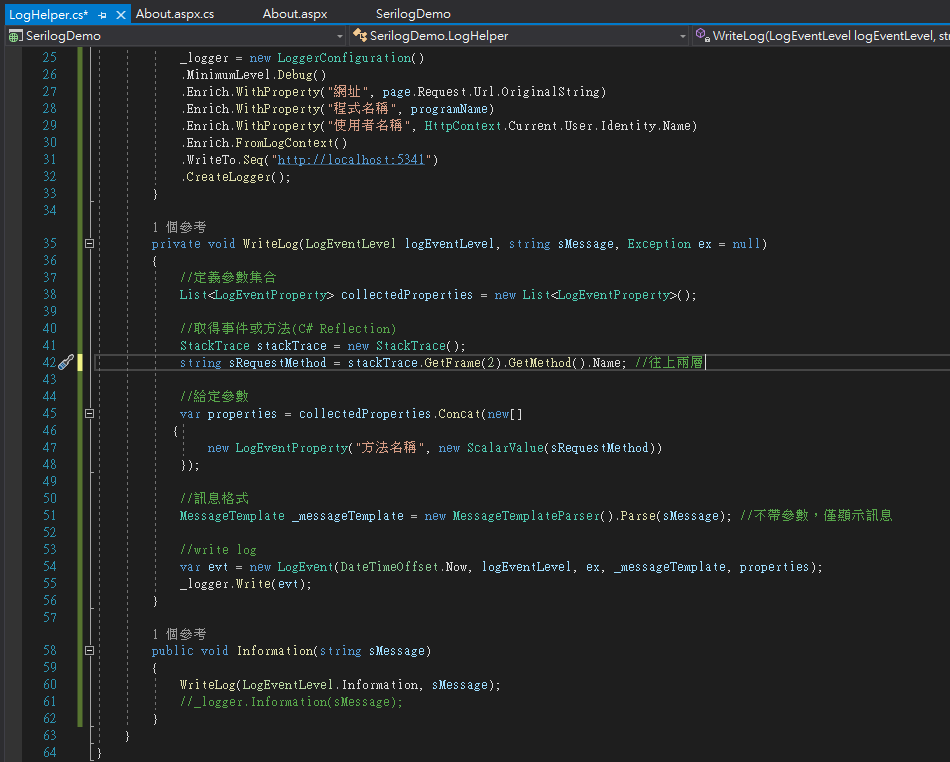 LogHelper.cs* About.aspx.cs About.aspx SerilogDemo
SerilogDemo SerilogDemo.LogHelper WriteLog(LogEventLevel logEventLevel, str
25 _logger = new LoggerConfiguration()
26 .MinimumLevel.Debug()
27 .Enrich.WithProperty("網址", page.Request.Url.OriginalString)
28 .Enrich.WithProperty("程式名稱", programName)
29 .Enrich.WithProperty("使用者名稱", HttpContext.Current.User.Identity.Name)
30 .Enrich.FromLogContext()
31 .WriteTo.Seq("http://localhost:5341")
32 .CreateLogger();
33 }
34
1 個參考
35 private void WriteLog(LogEventLevel logEventLevel, string sMessage, Exception ex = null)
36 {
37 //定義參數集合
38 List<LogEventProperty> collectedProperties = new List<LogEventProperty>();
39
40 //取得事件或方法(C# Reflection)
41 StackTrace stackTrace = new StackTrace();
42 string sRequestMethod = stackTrace.GetFrame(2).GetMethod().Name; //往上兩層
43
44 //給定參數
45 var properties = collectedProperties.Concat(new[]
46 {
47 new LogEventProperty("方法名稱", new ScalarValue(sRequestMethod))
48 });
49
50 //訊息格式
51 MessageTemplate _messageTemplate = new MessageTemplateParser().Parse(sMessage); //不帶參數，僅顯示訊息
52
53 //write log
54 var evt = new LogEvent(DateTimeOffset.Now, logEventLevel, ex, _messageTemplate, properties);
55 _logger.Write(evt);
56 }
57
1 個參考
58 public void Information(string sMessage)
59 {
60 WriteLog(LogEventLevel.Information, sMessage);
61 //_logger.Information(sMessage);
62 }
63 }
64 }